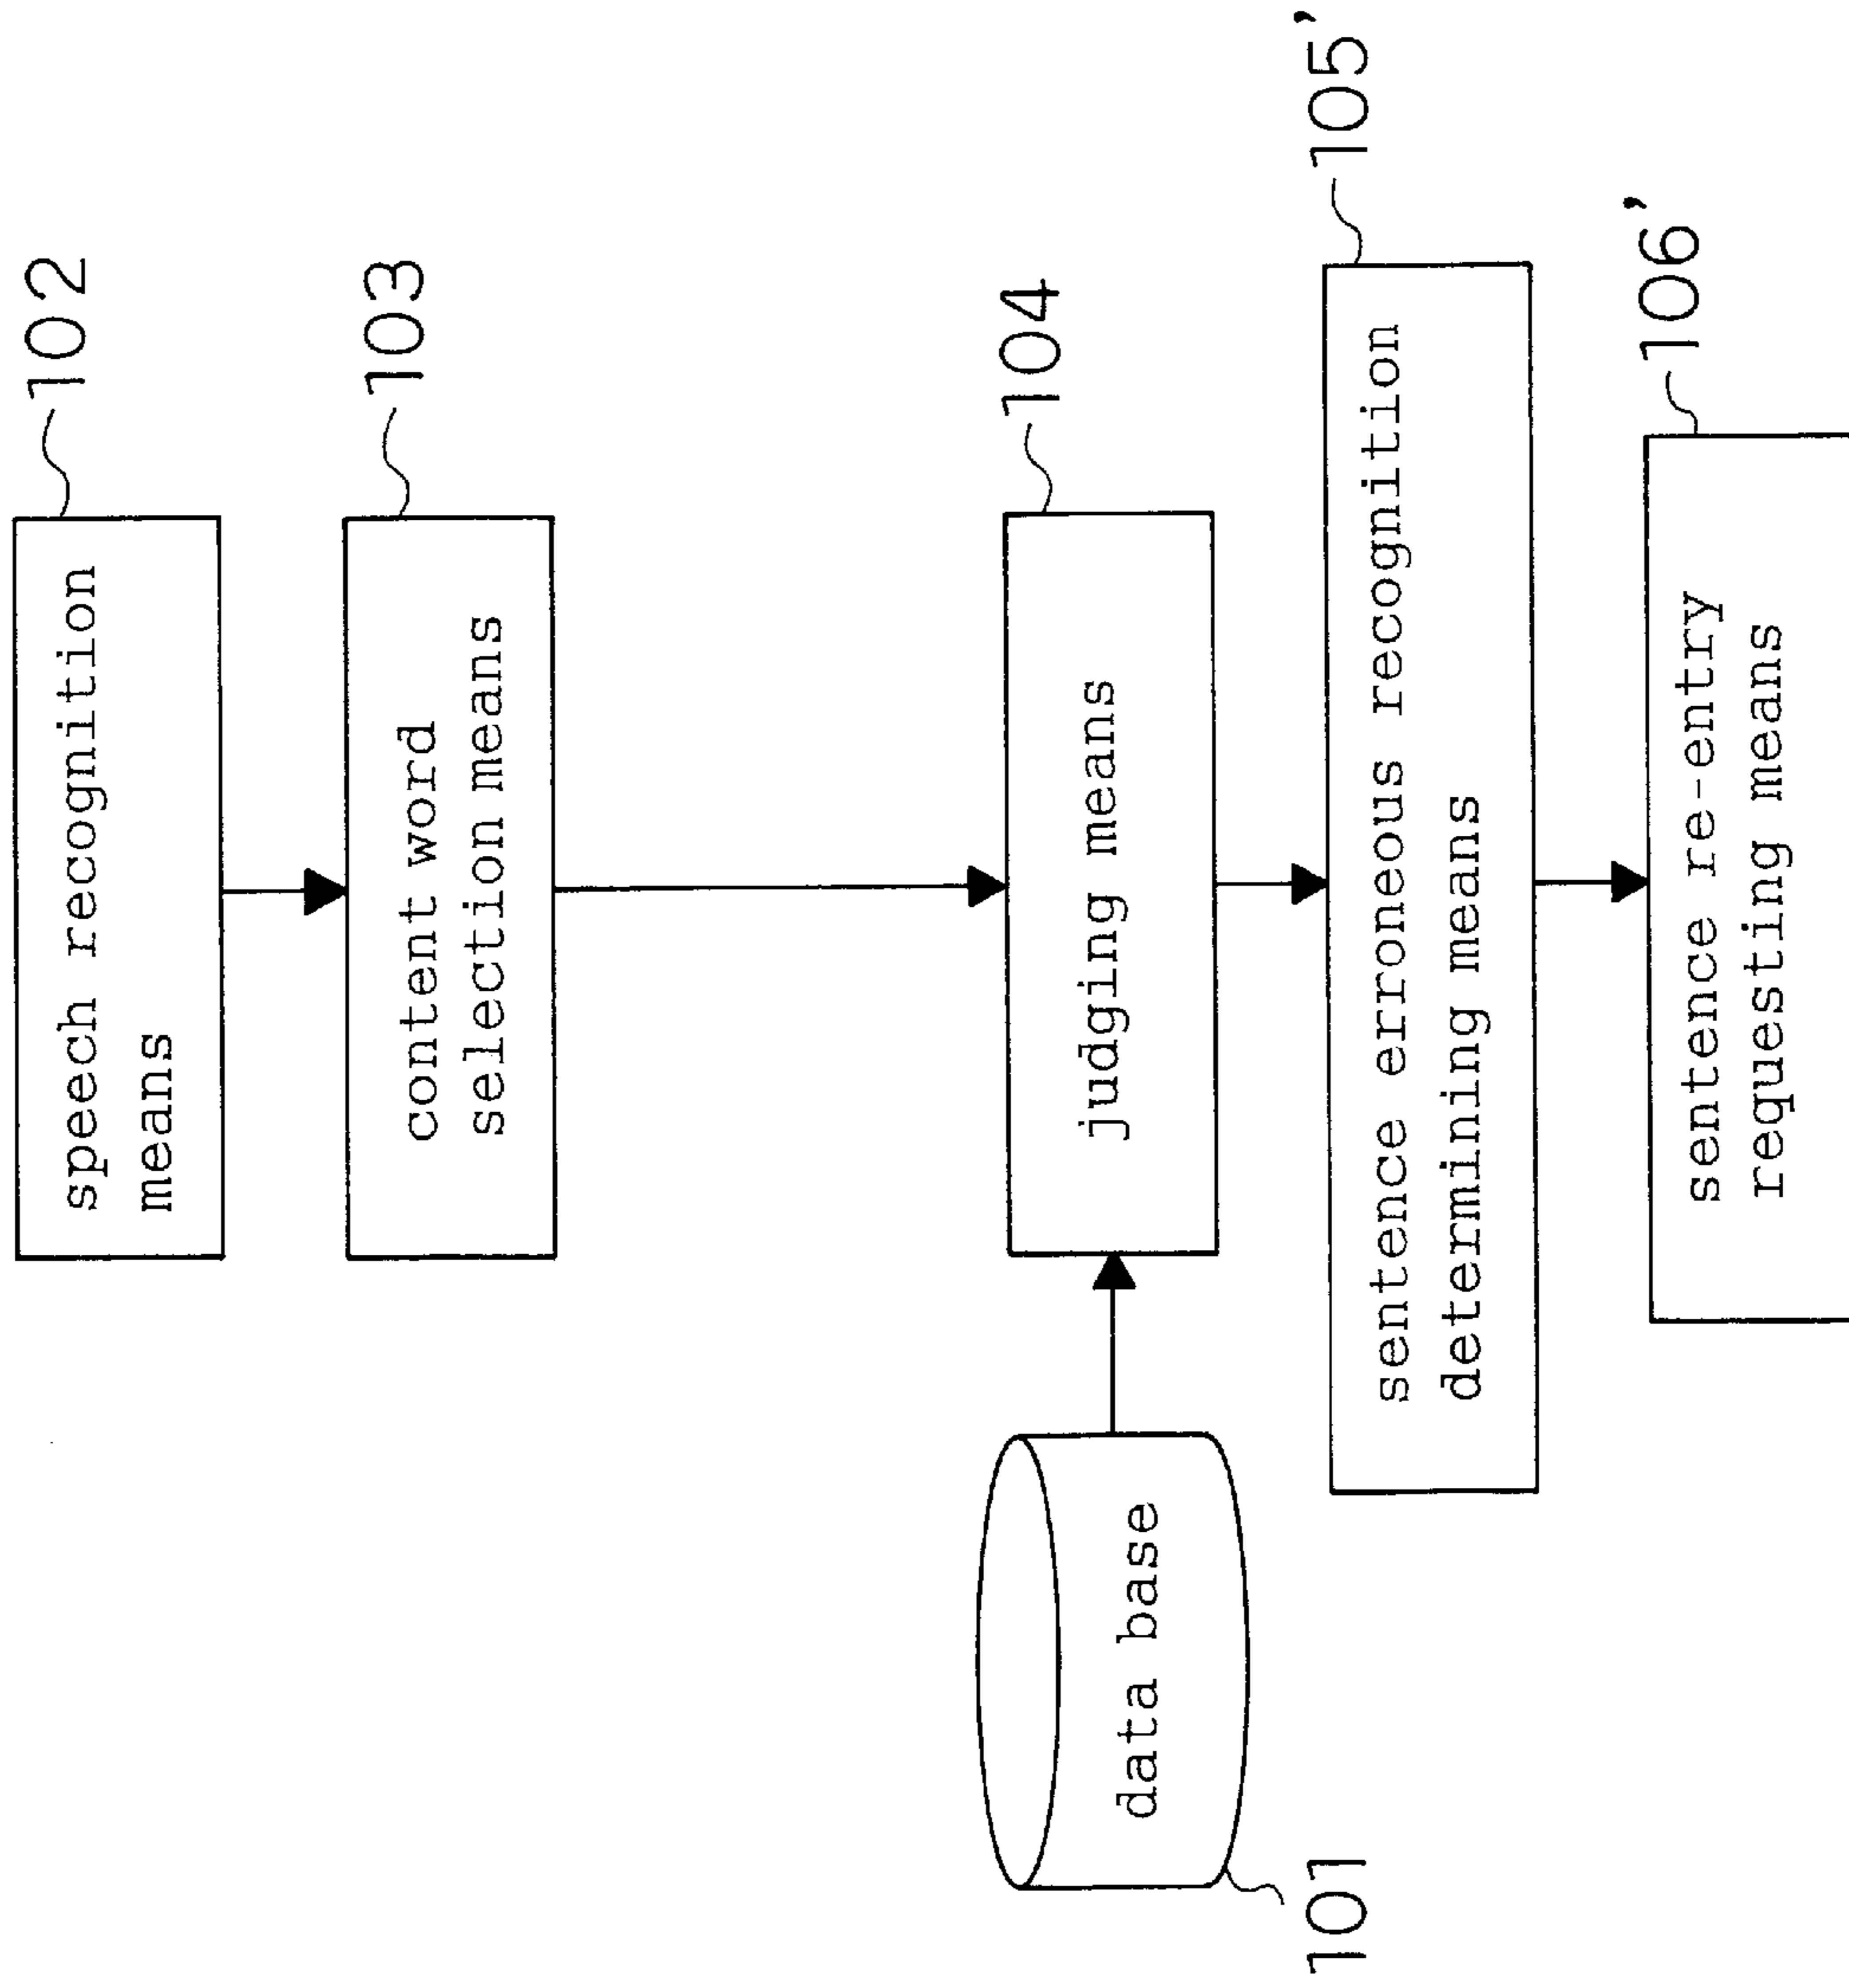 102
speech recognition
means
103
content word
selection means
104
judging means
data base
101
105'
sentence erroneous recognition
determining means
106'
sentence re-entry
requesting means